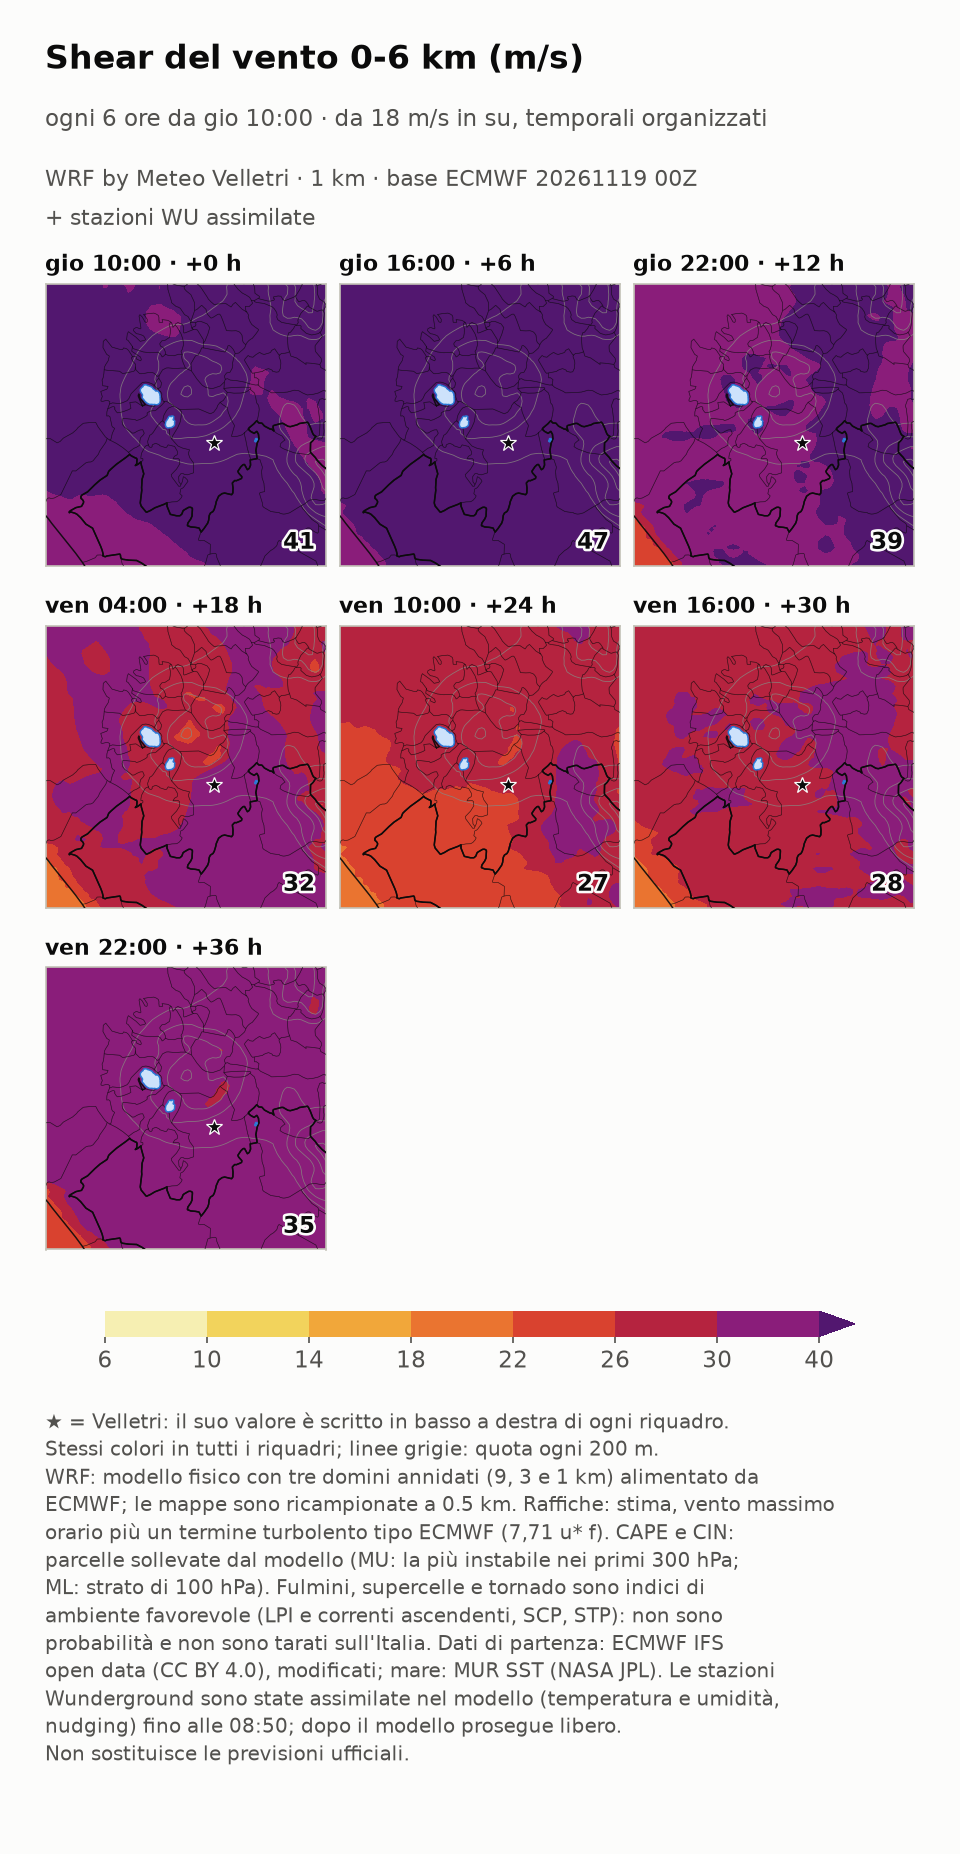 Shear del vento 0-6 km (m/s)
ogni 6 ore da gio 10:00 · da 18 m/s in su, temporali organizzati
WRF by Meteo Velletri · 1 km · base ECMWF 20261119 00Z
+ stazioni WU assimilate
gio 10:00 · +0 h
gio 16:00 · +6 h
gio 22:00 · +12 h
41
47
39
ven 04:00 · +18 h
ven 10:00 · +24 h
ven 16:00 · +30 h
32
27
28
ven 22:00 · +36 h
35
6 10 14 18 22 26 30 40
★ = Velletri: il suo valore è scritto in basso a destra di ogni riquadro.
Stessi colori in tutti i riquadri; linee grigie: quota ogni 200 m.
WRF: modello fisico con tre domini annidati (9, 3 e 1 km) alimentato da
ECMWF; le mappe sono ricampionate a 0.5 km. Raffiche: stima, vento massimo
orario più un termine turbolento tipo ECMWF (7,71 u* f). CAPE e CIN:
parcelle sollevate dal modello (MU: la più instabile nei primi 300 hPa;
ML: strato di 100 hPa). Fulmini, supercelle e tornado sono indici di
ambiente favorevole (LPI e correnti ascendenti, SCP, STP): non sono
probabilità e non sono tarati sull'Italia. Dati di partenza: ECMWF IFS
open data (CC BY 4.0), modificati; mare: MUR SST (NASA JPL). Le stazioni
Wunderground sono state assimilate nel modello (temperatura e umidità,
nudging) fino alle 08:50; dopo il modello prosegue libero.
Non sostituisce le previsioni ufficiali.